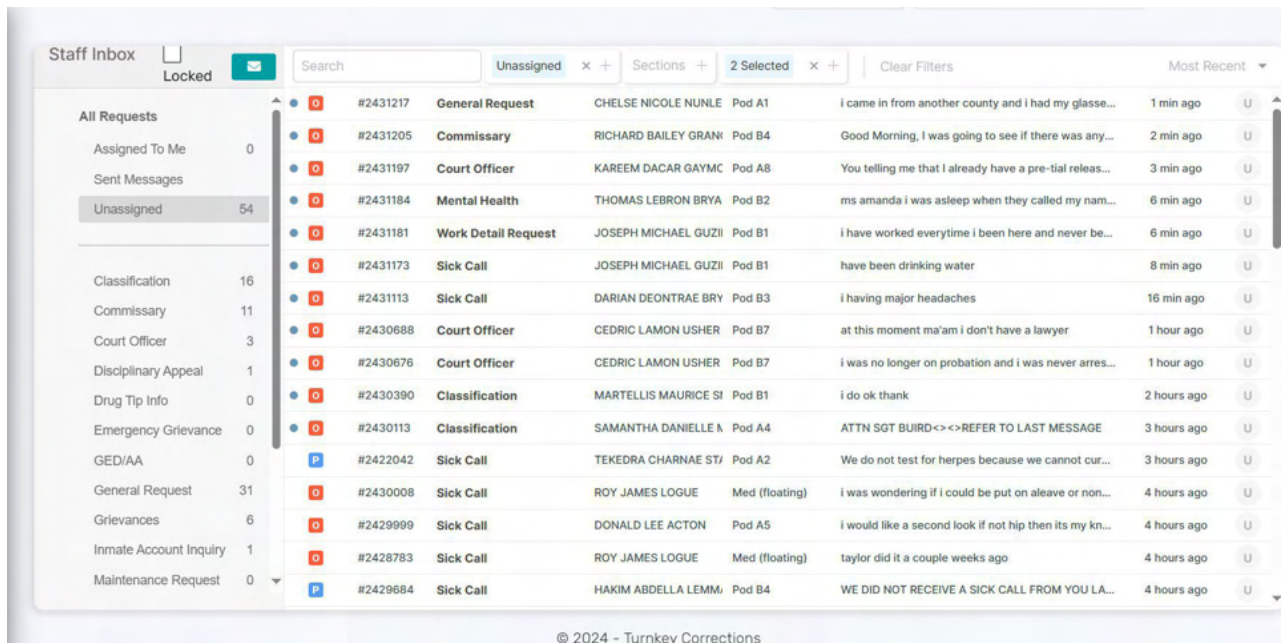 Staff Inbox
Locked
Search
Unassigned × +
Sections +
2 Selected × +
Clear Filters
Most Recent
All Requests
Assigned To Me 0
Sent Messages
Unassigned 54
Classification 16
Commissary 11
Court Officer 3
Disciplinary Appeal 1
Drug Tip Info 0
Emergency Grievance 0
GED/AA 0
General Request 31
Grievances 6
Inmate Account Inquiry 1
Maintenance Request 0
O #2431217 General Request CHELSE NICOLE NUNLE Pod A1 i came in from another county and i had my glasse... 1 min ago U
O #2431205 Commissary RICHARD BAILEY GRAN Pod B4 Good Morning, I was going to see if there was any... 2 min ago U
O #2431197 Court Officer KAREEM DACAR GAYMC Pod A8 You telling me that I already have a pre-tial releas... 3 min ago U
O #2431184 Mental Health THOMAS LEBRON BRYA Pod B2 ms amanda i was asleep when they called my nam... 6 min ago U
O #2431181 Work Detail Request JOSEPH MICHAEL GUZII Pod B1 i have worked everytime i been here and never be... 6 min ago U
O #2431173 Sick Call JOSEPH MICHAEL GUZII Pod B1 have been drinking water 8 min ago U
O #2431113 Sick Call DARIAN DEONTRAE BRY Pod B3 i having major headaches 16 min ago U
O #2430688 Court Officer CEDRIC LAMON USHER Pod B7 at this moment ma'am i don't have a lawyer 1 hour ago U
O #2430676 Court Officer CEDRIC LAMON USHER Pod B7 i was no longer on probation and i was never arres... 1 hour ago U
O #2430390 Classification MARTELLIS MAURICE Pod B1 i do ok thank 2 hours ago U
O #2430113 Classification SAMANTHA DANIELLE Pod A4 ATTN SGT BUIRD<><>REFER TO LAST MESSAGE 3 hours ago U
P #2422042 Sick Call TEKEDRA CHARNAE STA Pod A2 We do not test for herpes because we cannot cur... 3 hours ago U
O #2430008 Sick Call ROY JAMES LOGUE Med (floating) i was wondering if i could be put on aleave or non... 4 hours ago U
O #2429999 Sick Call DONALD LEE ACTON Pod A5 i would like a second look if not hip then its my kn... 4 hours ago U
O #2428783 Sick Call ROY JAMES LOGUE Med (floating) taylor did it a couple weeks ago 4 hours ago U
P #2429684 Sick Call HAKIM ABDELLA LEMM Pod B4 WE DID NOT RECEIVE A SICK CALL FROM YOU LA... 4 hours ago U
© 2024 - Turnkey Corrections